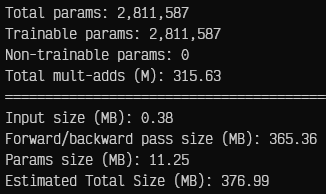 Total params: 2,811,587
Trainable params: 2,811,587
Non-trainable params: 0
Total mult-adds (M): 315.63
========================================
Input size (MB): 0.38
Forward/backward pass size (MB): 365.36
Params size (MB): 11.25
Estimated Total Size (MB): 376.99